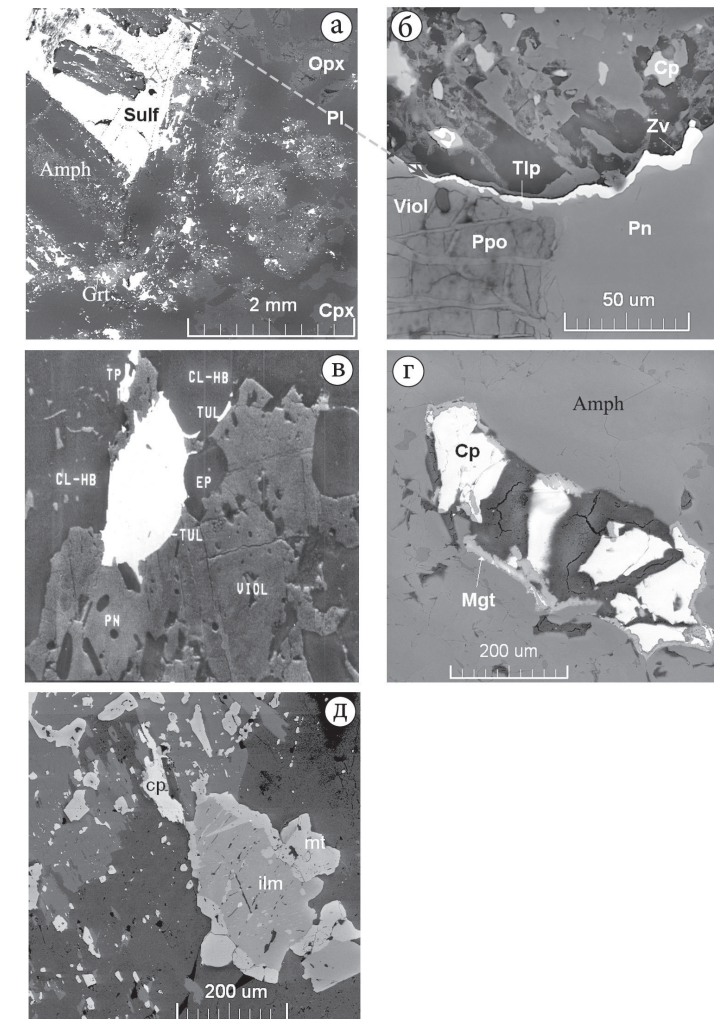 а
Opx
Pl
Sulf
Amph
Grt
2 mm
Cpx
б
Cp
Zv
Tlp
Viol
Ppo
Pn
50 um
в
TP
CL-HB
TUL
CL-HB
EP
TUL
VIOL
PN
г
Amph
Cp
Mgt
200 um
д
cp
mt
ilm
200 um